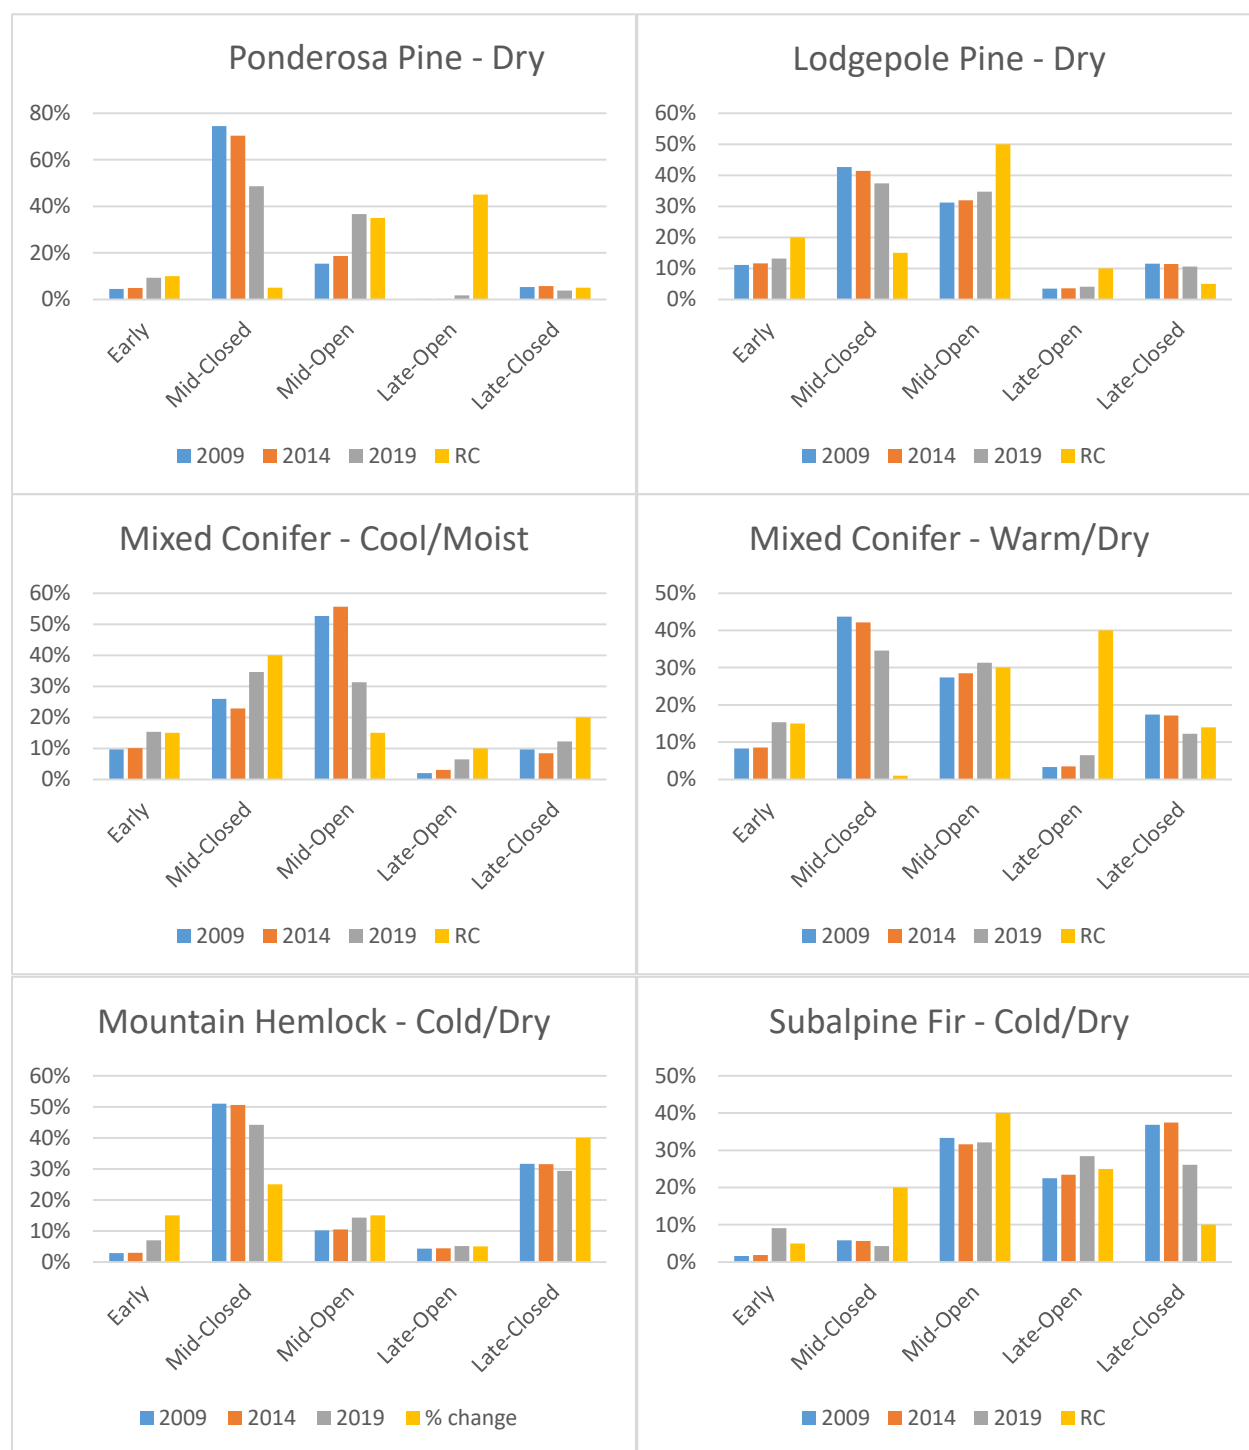 Ponderosa Pine - Dry
80%
60%
40%
20%
0%
Early
Mid-Closed
Mid-Open
Late-Open
Late-Closed
2009 2014 2019 RC
Lodgepole Pine - Dry
60%
50%
40%
30%
20%
10%
0%
Early
Mid-Closed
Mid-Open
Late-Open
Late-Closed
2009 2014 2019 RC
Mixed Conifer - Cool/Moist
60%
50%
40%
30%
20%
10%
0%
Early
Mid-Closed
Mid-Open
Late-Open
Late-Closed
2009 2014 2019 RC
Mixed Conifer - Warm/Dry
50%
40%
30%
20%
10%
0%
Early
Mid-Closed
Mid-Open
Late-Open
Late-Closed
2009 2014 2019 RC
Mountain Hemlock - Cold/Dry
60%
50%
40%
30%
20%
10%
0%
Early
Mid-Closed
Mid-Open
Late-Open
Late-Closed
2009 2014 2019 % change
Subalpine Fir - Cold/Dry
50%
40%
30%
20%
10%
0%
Early
Mid-Closed
Mid-Open
Late-Open
Late-Closed
2009 2014 2019 RC